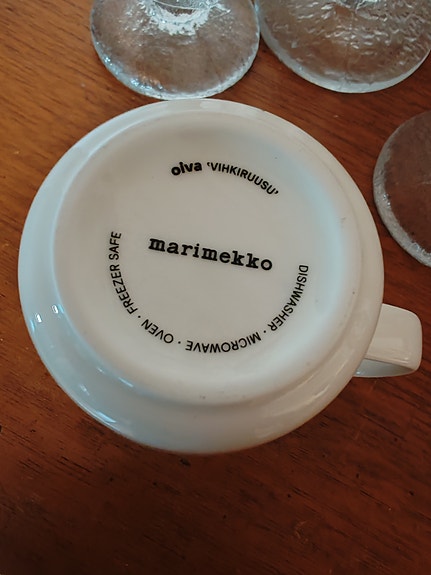 oiva 'VIHKIRUUSU'
marimekko
DISHWASHER · MICROWAVE · OVEN · FREEZER SAFE